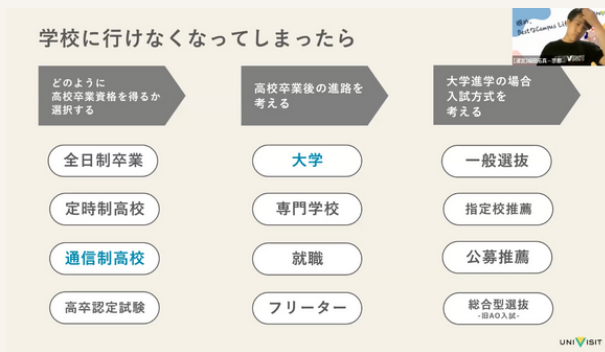 学校に行けなくなってしまったら
どのように
高校卒業資格を得るか
選択する
全日制卒業
定時制高校
通信制高校
高卒認定試験
高校卒業後の進路を
考える
大学
専門学校
就職
フリーター
大学進学の場合
入試方式を
考える
一般選抜
指定校推薦
公募推薦
総合型選抜
-旧AO入試-
UNIVISIT